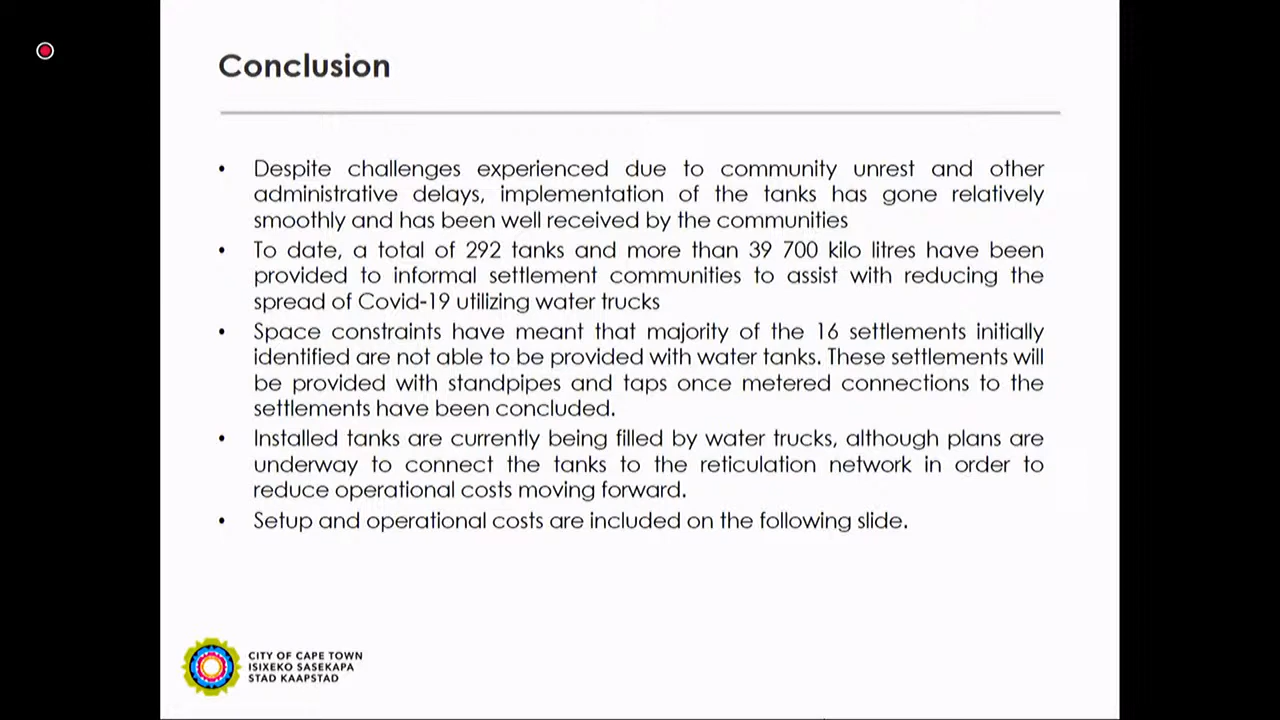 Conclusion
• Despite challenges experienced due to community unrest and other
administrative delays, implementation of the tanks has gone relatively
smoothly and has been well received by the communities
• To date, a total of 292 tanks and more than 39 700 kilo litres have been
provided to informal settlement communities to assist with reducing the
spread of Covid-19 utilizing water trucks
• Space constraints have meant that majority of the 16 settlements initially
identified are not able to be provided with water tanks. These settlements will
be provided with standpipes and taps once metered connections to the
settlements have been concluded.
• Installed tanks are currently being filled by water trucks, although plans are
underway to connect the tanks to the reticulation network in order to
reduce operational costs moving forward.
• Setup and operational costs are included on the following slide.
CITY OF CAPE TOWN
ISIXEKO SASEKAPA
STAD KAAPSTAD